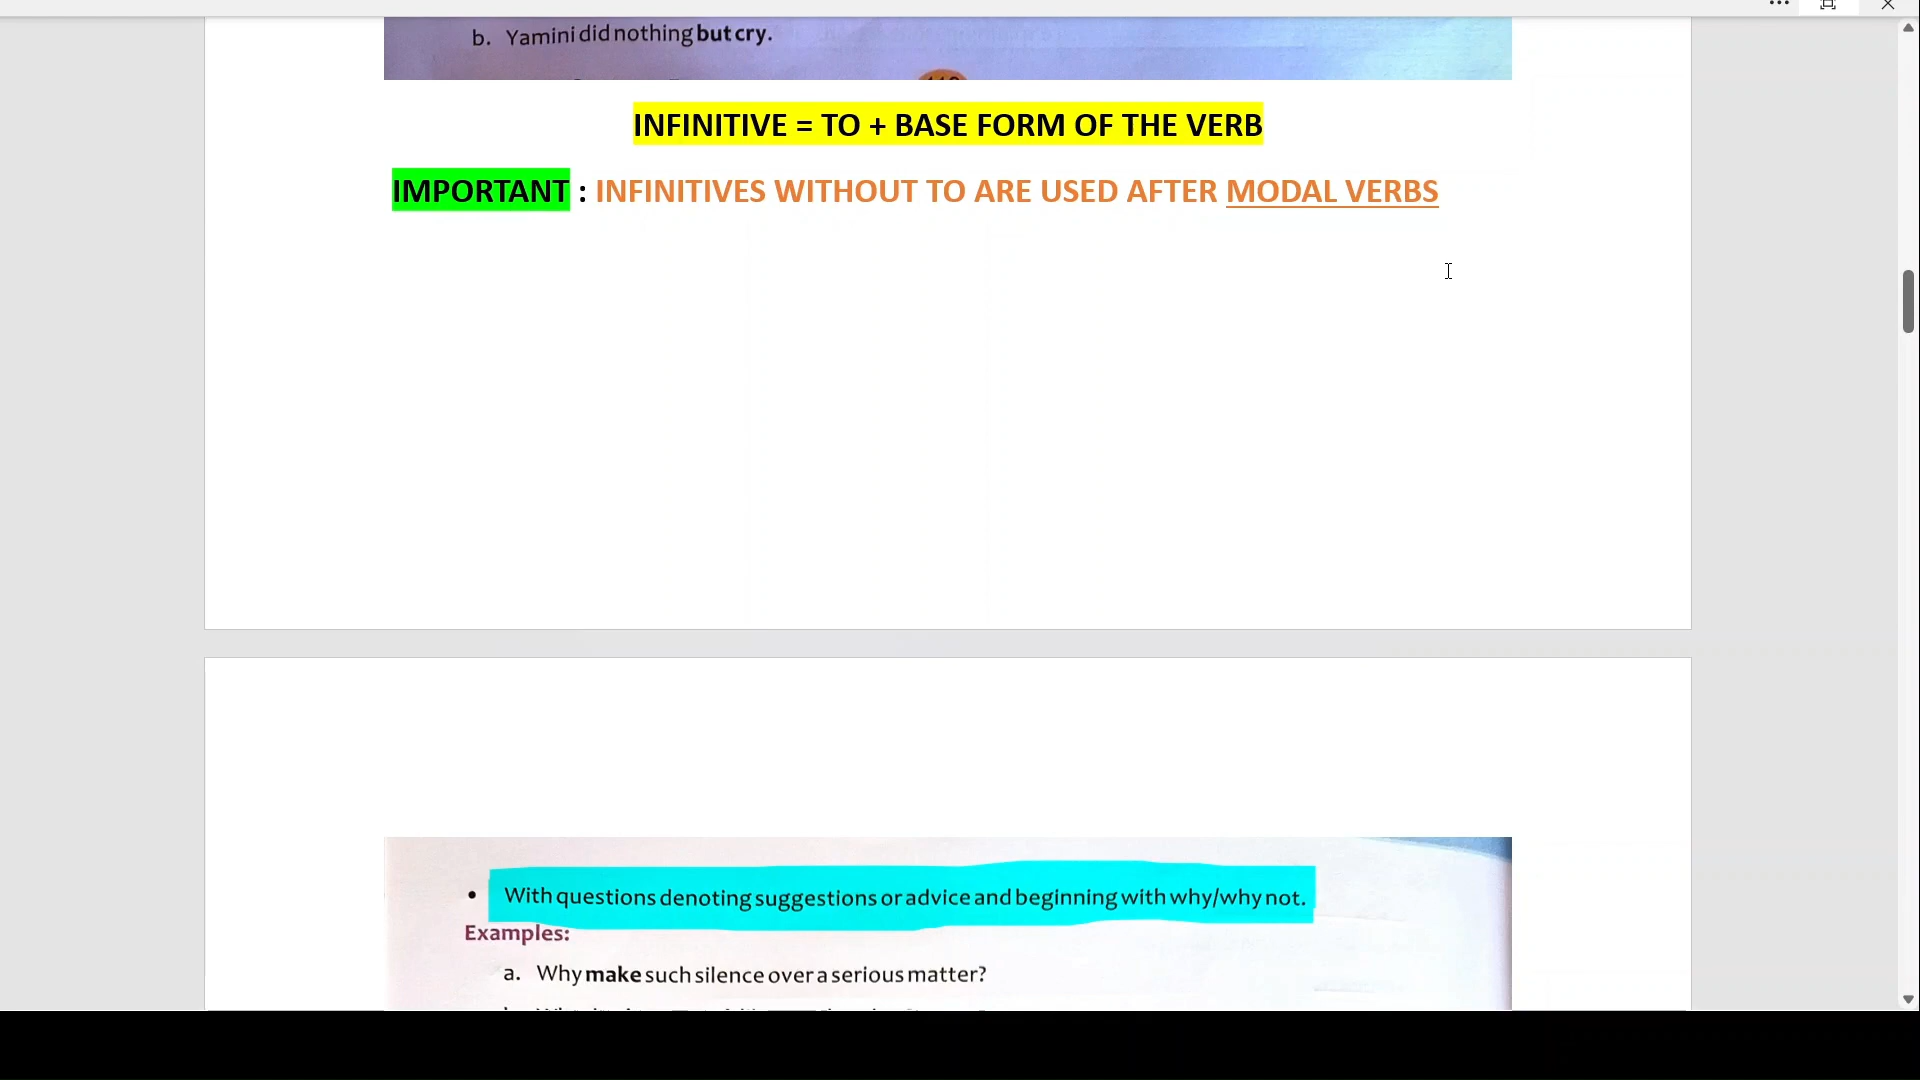 b. Yamini did nothing but cry.
INFINITIVE = TO + BASE FORM OF THE VERB
IMPORTANT : INFINITIVES WITHOUT TO ARE USED AFTER MODAL VERBS
• With questions denoting suggestions or advice and beginning with why/why not.
Examples:
a. Why make such silence over a serious matter?